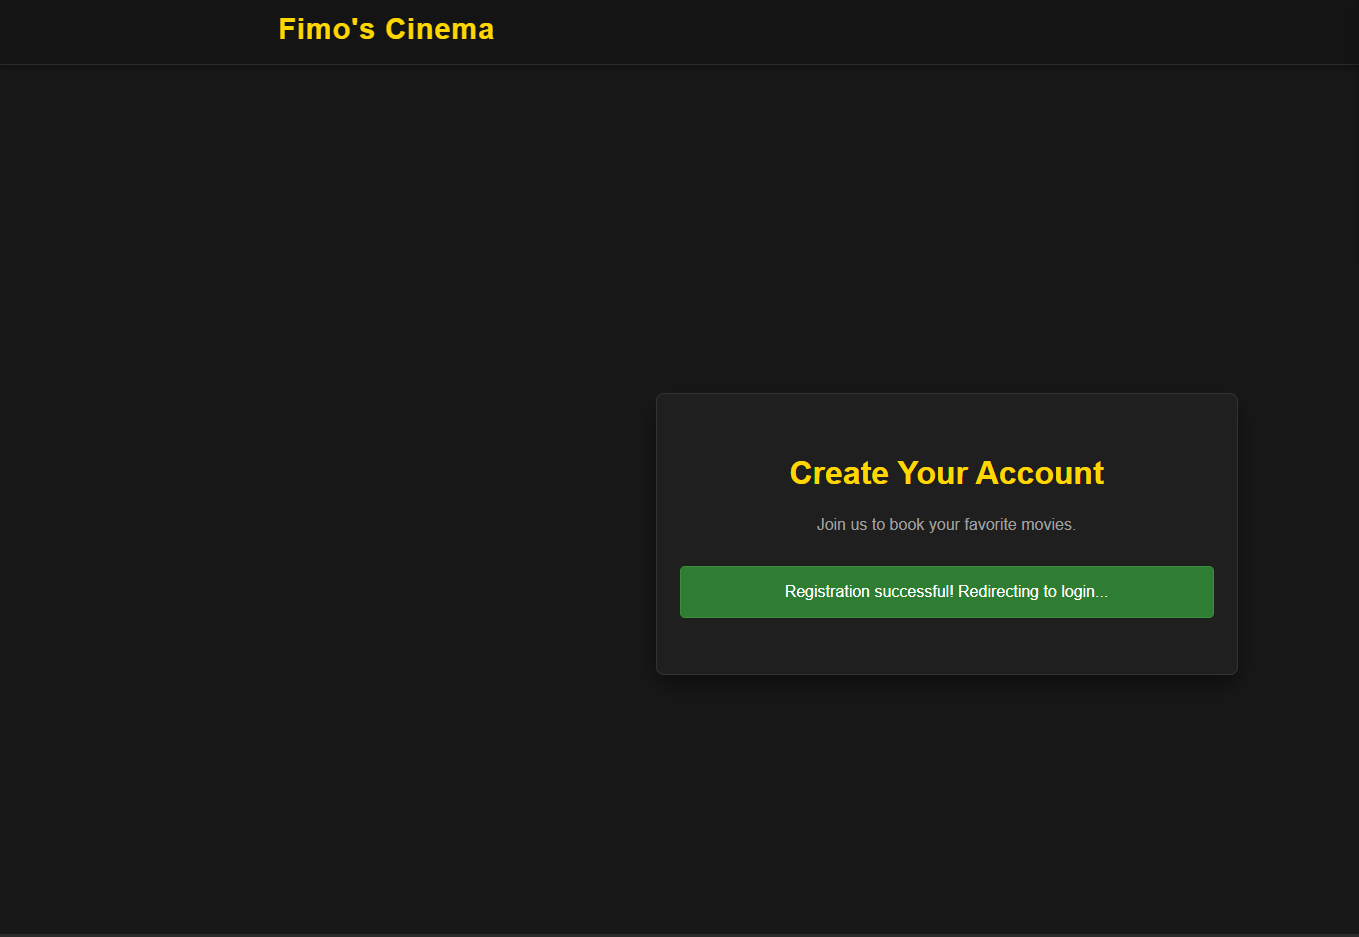 Fimo's Cinema
Create Your Account
Join us to book your favorite movies.
Registration successful! Redirecting to login...